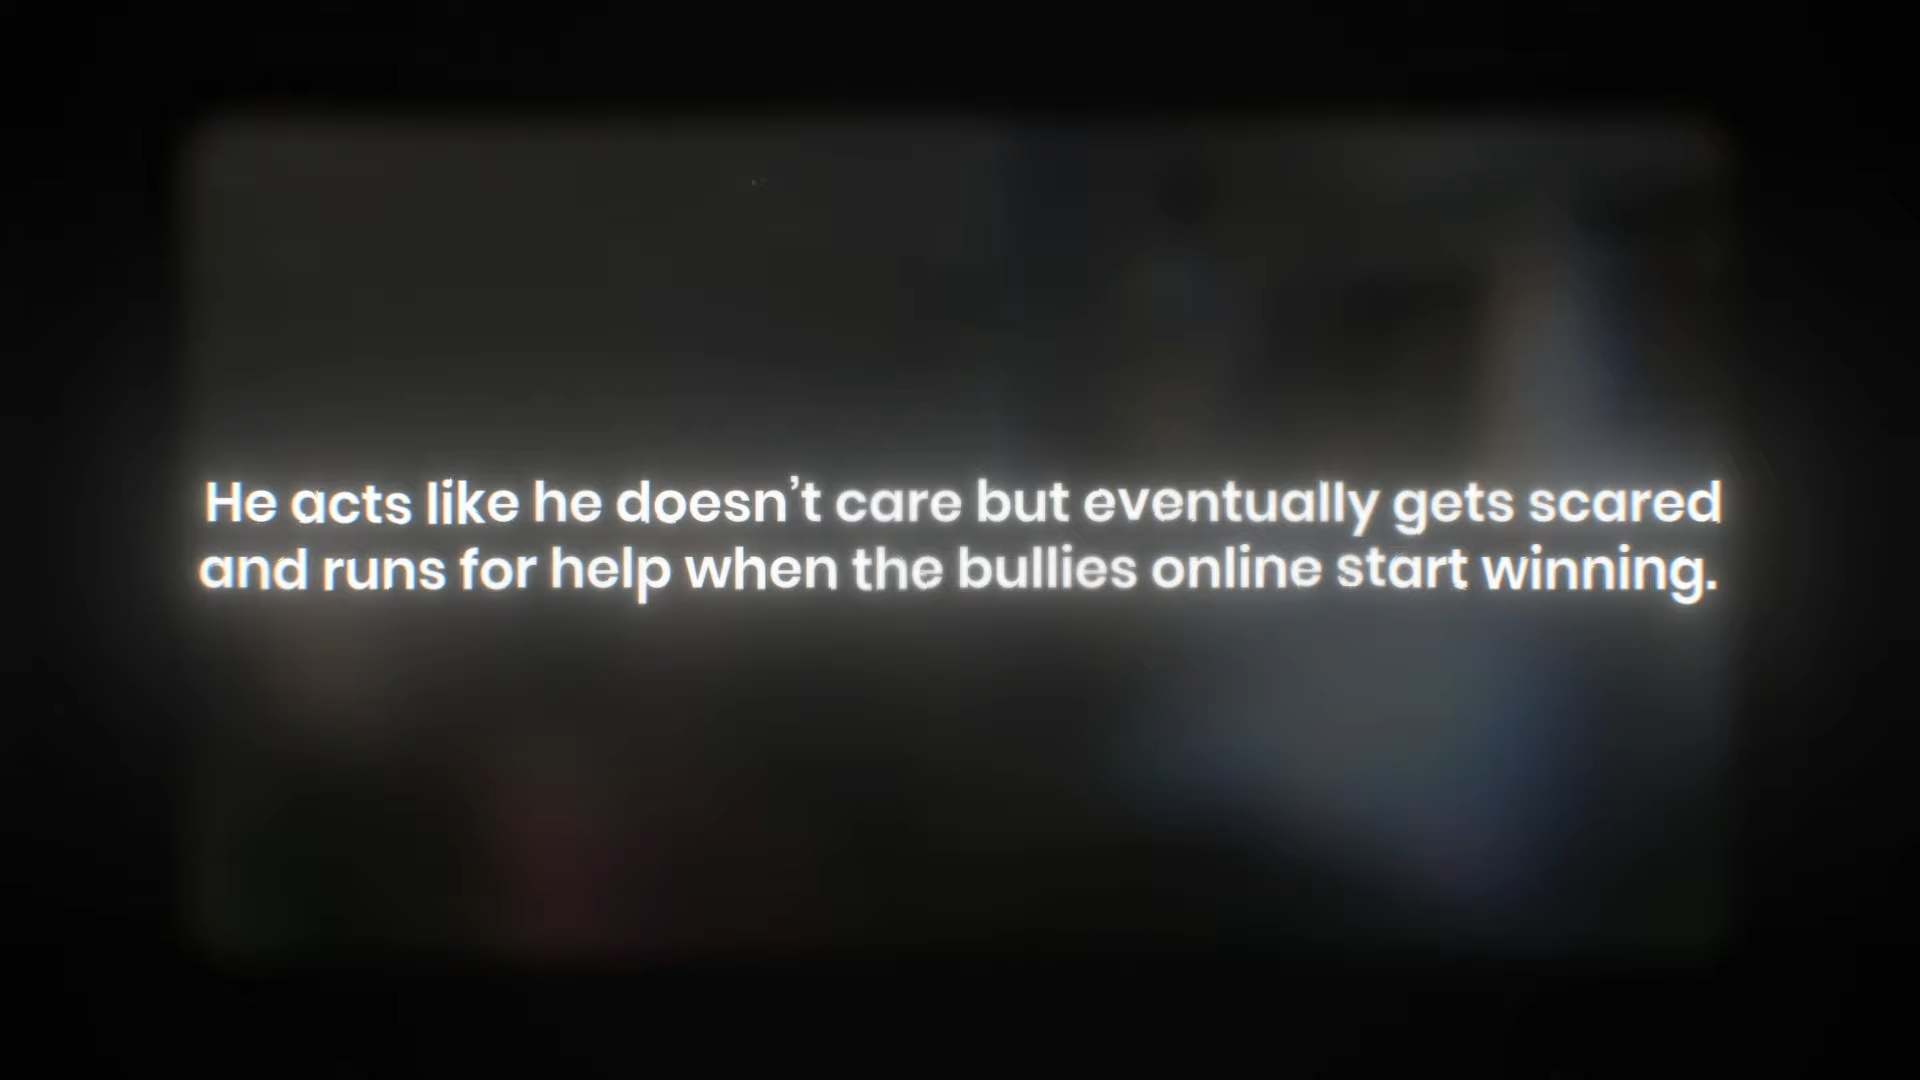 He acts like he doesn’t care but eventually gets scared
and runs for help when the bullies online start winning.